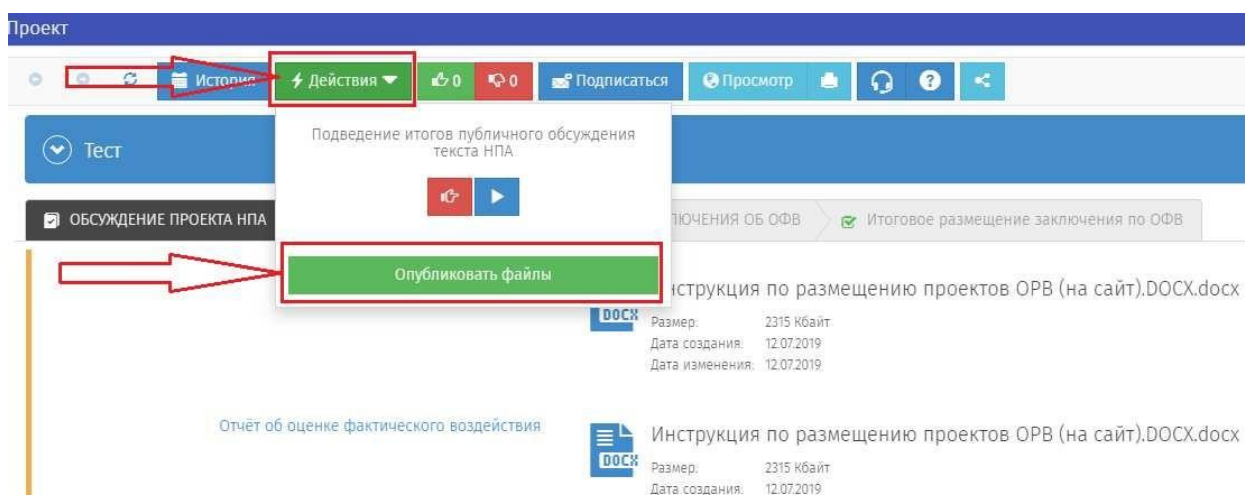 Проект
История Действия 0 0 Подписаться Просмотр ?
Тест
Подведение итогов публичного обсуждения
текста НПА
ОБСУЖДЕНИЕ ПРОЕКТА НПА ЛЮЧЕНИЯ ОБ ОФВ Итоговое размещение заключения по ОФВ
Опубликовать файлы
нструкция по размещению проектов ОРВ (на сайт).DOCX.docx
DOCX
Размер: 2315 Кбайт
Дата создания: 12.07.2019
Дата изменения: 12.07.2019
Отчёт об оценке фактического воздействия
Инструкция по размещению проектов ОРВ (на сайт).DOCX.docx
DOCX
Размер: 2315 Кбайт
Дата создания: 12.07.2019